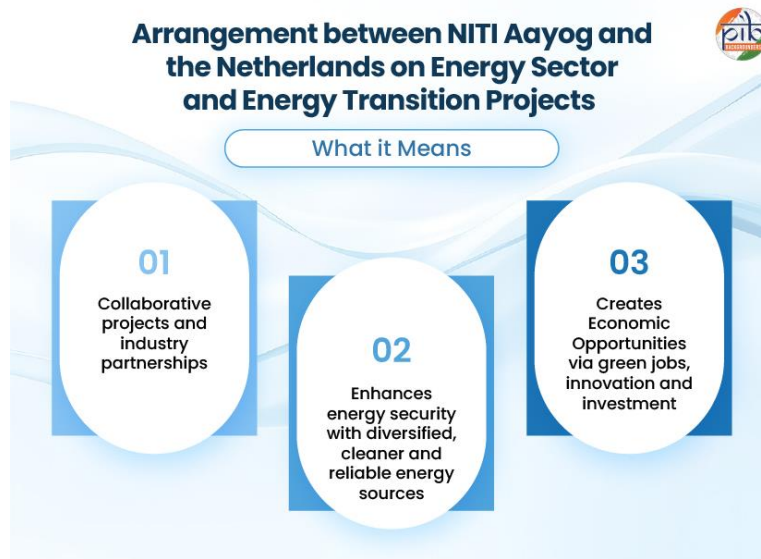 Arrangement between NITI Aayog and
the Netherlands on Energy Sector
and Energy Transition Projects
pib
BACKGROUNDERS
What it Means
01
Collaborative
projects and
industry
partnerships
02
Enhances
energy security
with diversified,
cleaner and
reliable energy
sources
03
Creates
Economic
Opportunities
via green jobs,
innovation and
investment